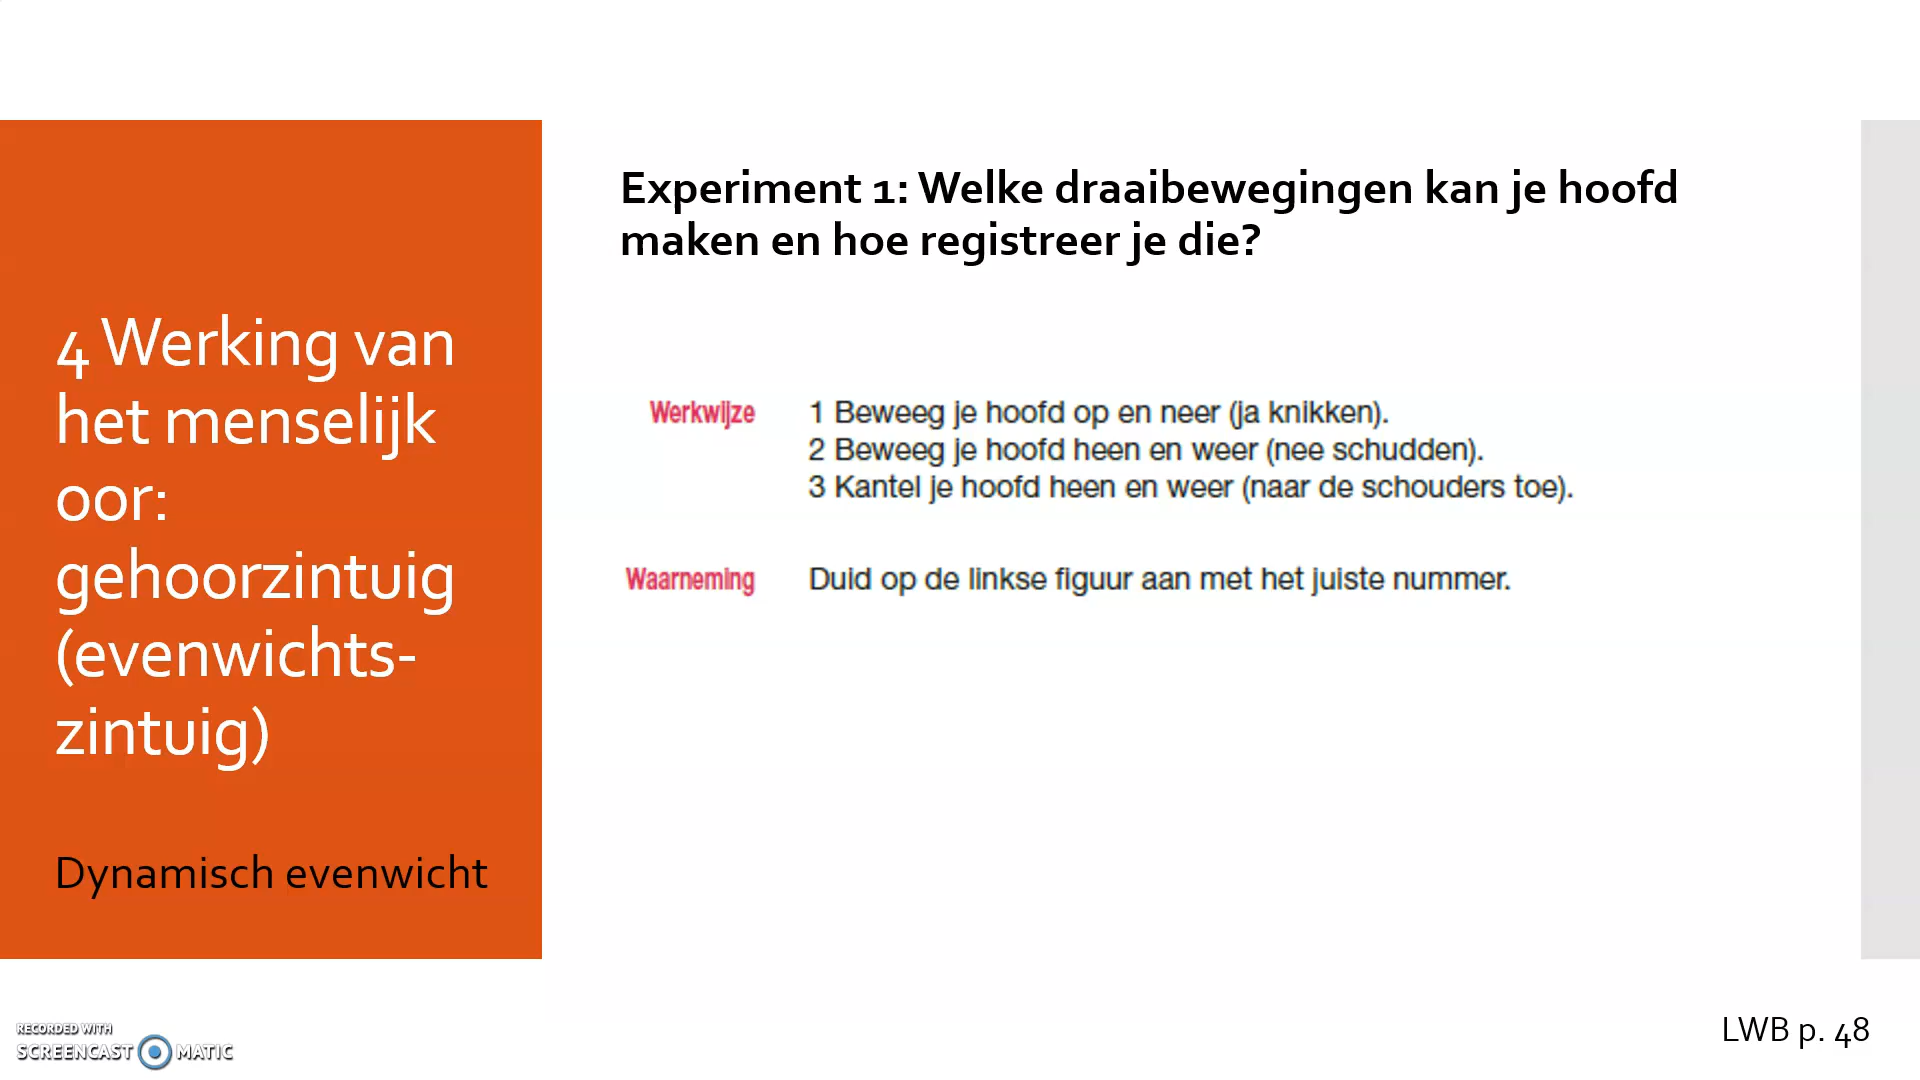 4 Werking van
het menselijk
oor:
gehoorzintuig
(evenwichts-
zintuig)
Dynamisch evenwicht
Experiment 1: Welke draaibewegingen kan je hoofd
maken en hoe registreer je die?
Werkwijze
1 Beweeg je hoofd op en neer (ja knikken).
2 Beweeg je hoofd heen en weer (nee schudden).
3 Kantel je hoofd heen en weer (naar de schouders toe).
Waarneming
Duid op de linkse figuur aan met het juiste nummer.
LWB p. 48
RECORDED WITH
SCREENCAST MATIC